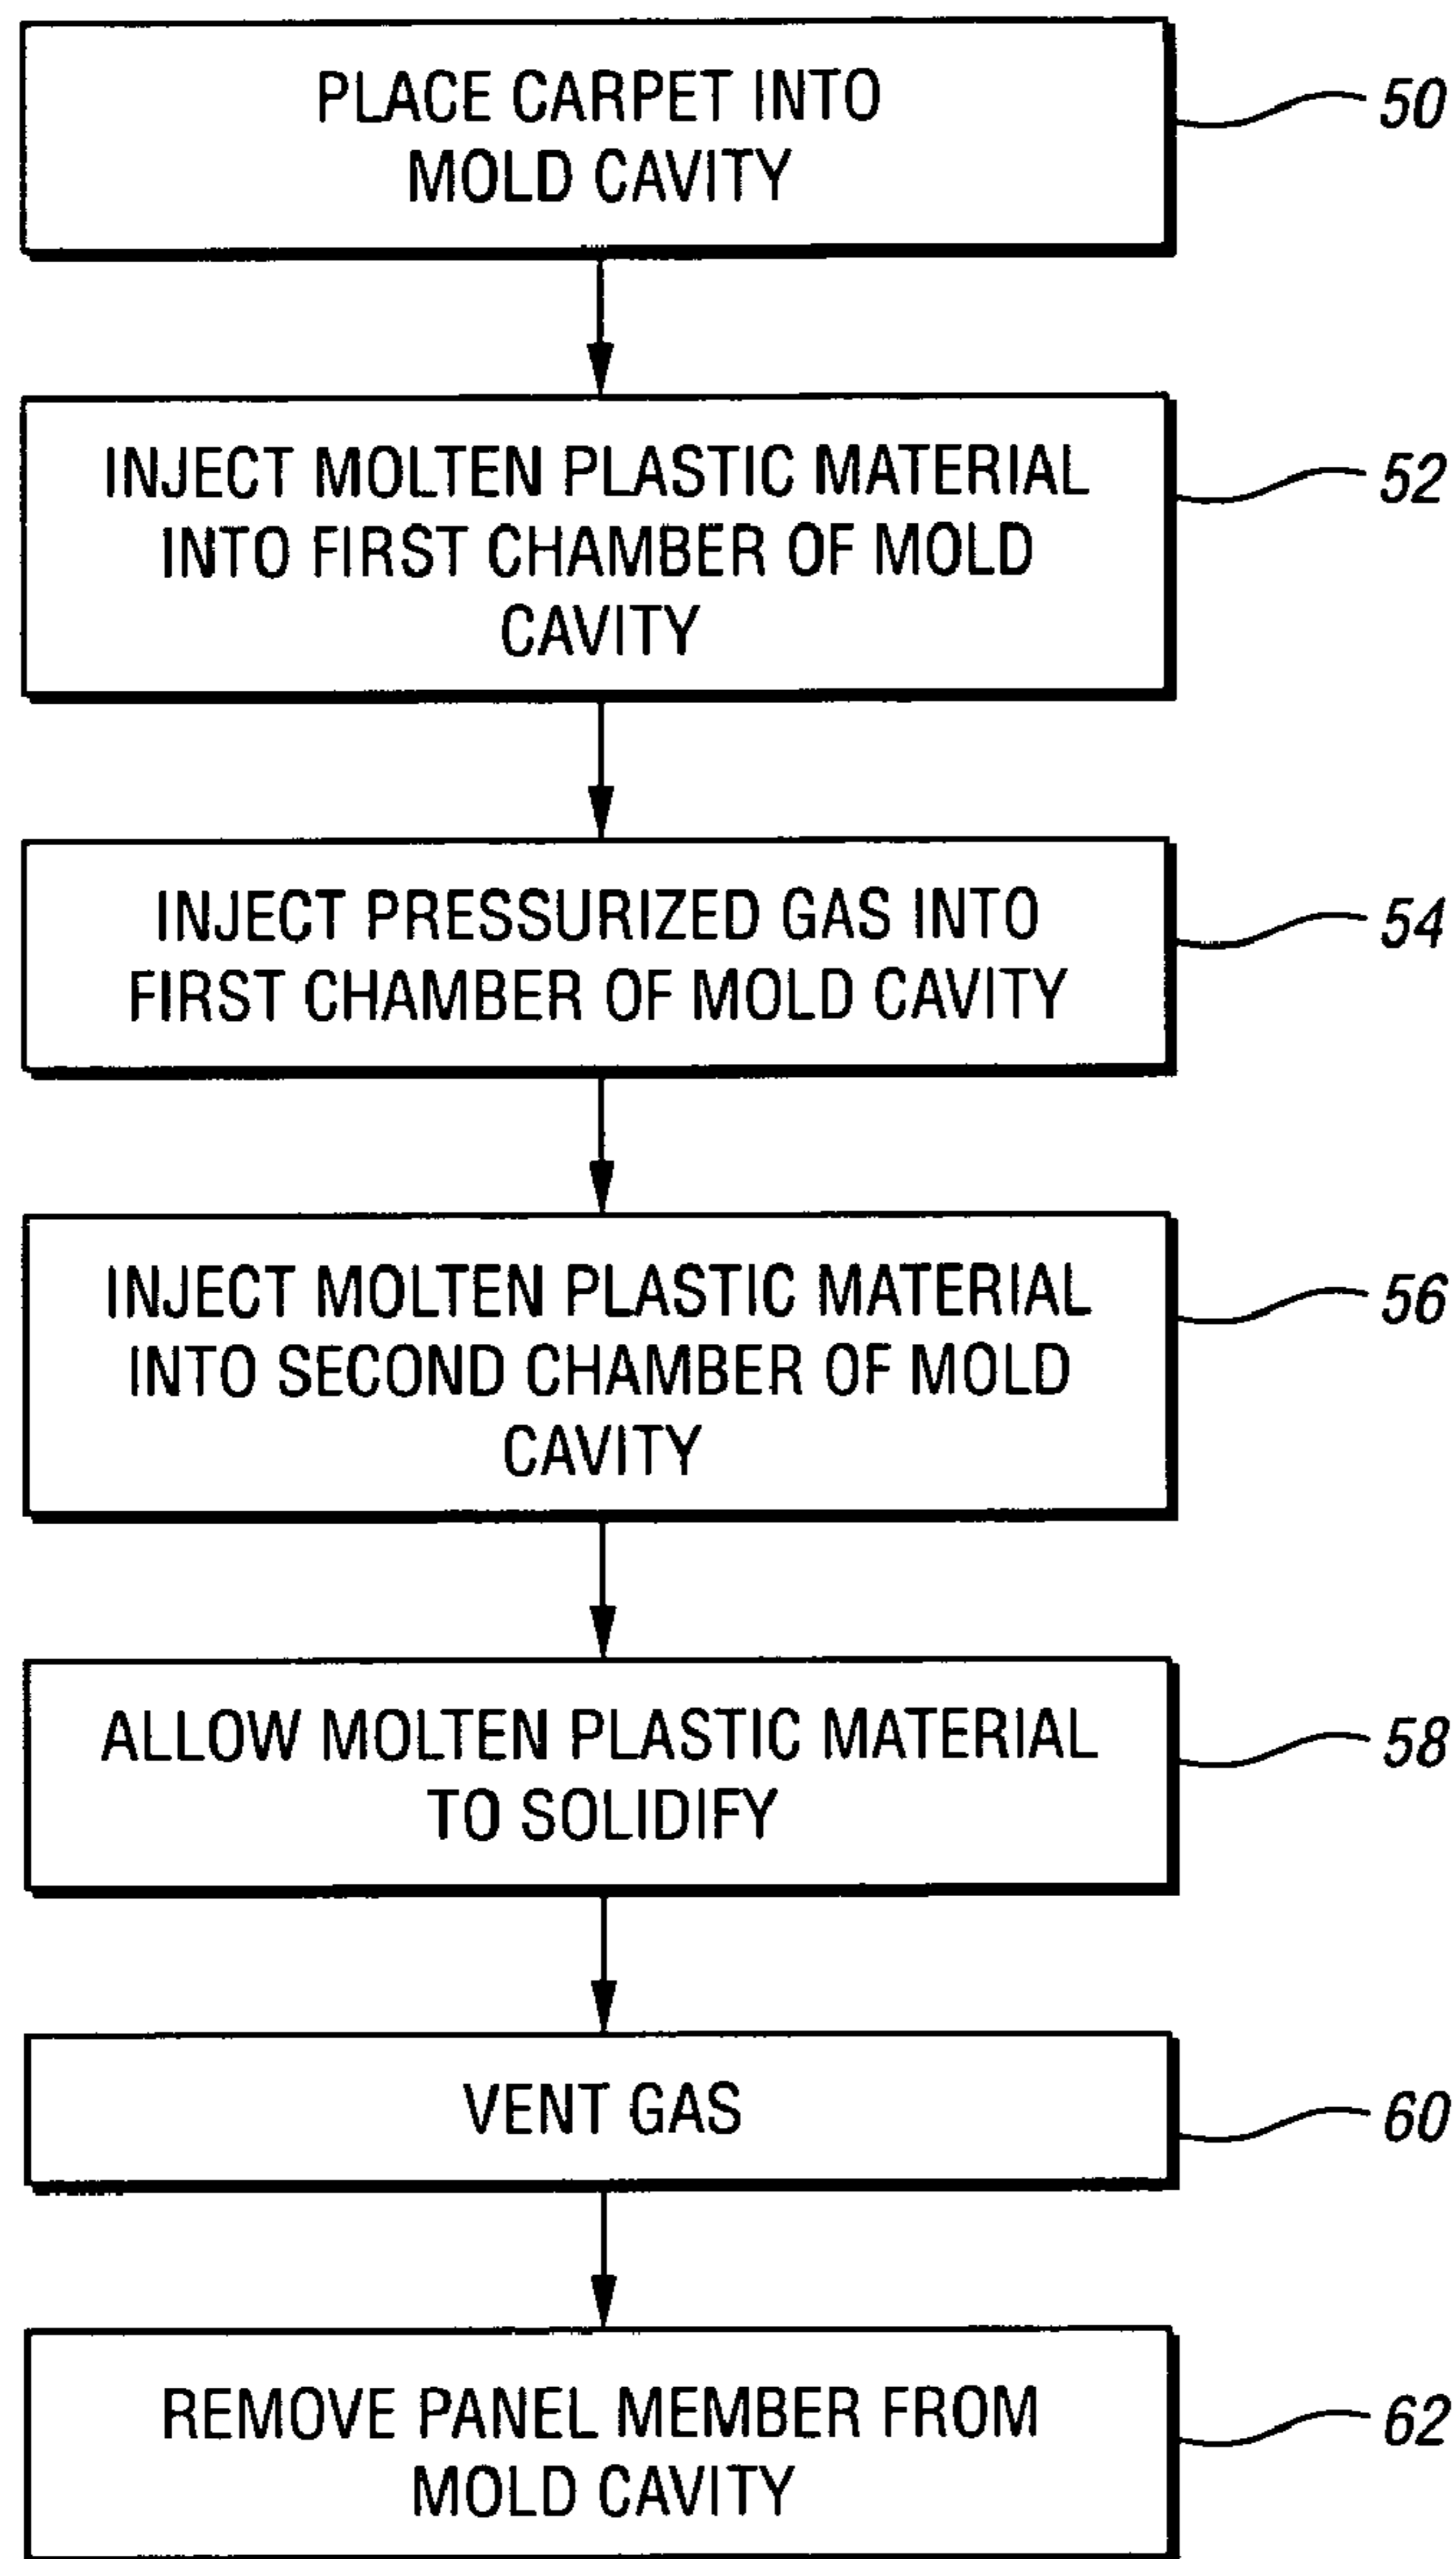 PLACE CARPET INTO
MOLD CAVITY
50
INJECT MOLTEN PLASTIC MATERIAL
INTO FIRST CHAMBER OF MOLD
CAVITY
52
INJECT PRESSURIZED GAS INTO
FIRST CHAMBER OF MOLD CAVITY
54
INJECT MOLTEN PLASTIC MATERIAL
INTO SECOND CHAMBER OF MOLD
CAVITY
56
ALLOW MOLTEN PLASTIC MATERIAL
TO SOLIDIFY
58
VENT GAS
60
REMOVE PANEL MEMBER FROM
MOLD CAVITY
62